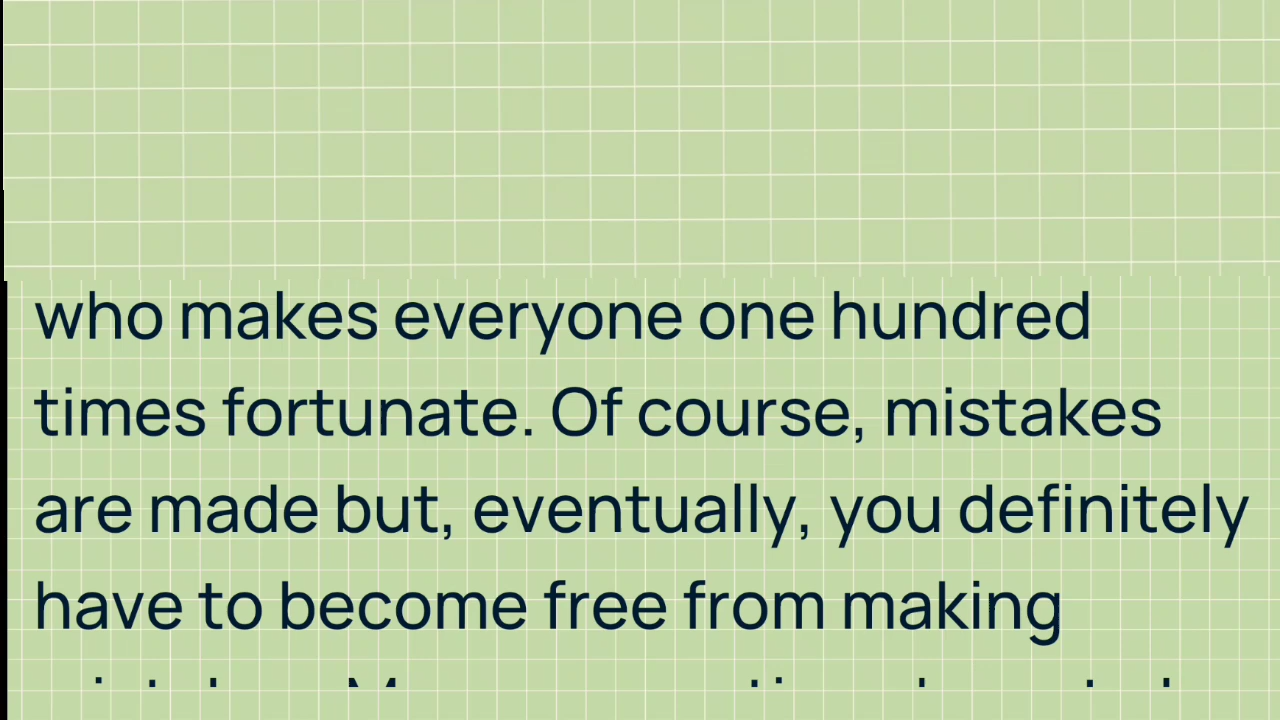 who makes everyone one hundred
times fortunate. Of course, mistakes
are made but, eventually, you definitely
have to become free from making